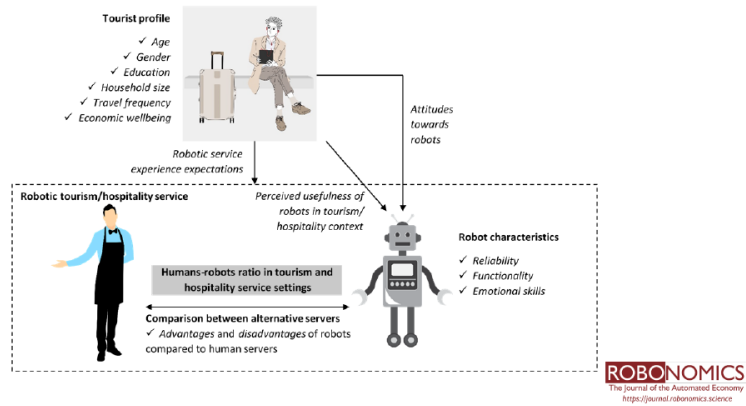 Tourist profile
✓ Age
✓ Gender
✓ Education
✓ Household size
✓ Travel frequency
✓ Economic wellbeing
Attitudes
towards
robots
Robotic service
experience expectations
Perceived usefulness of
robots in tourism/
hospitality context
Robotic tourism/hospitality service
Robot characteristics
✓ Reliability
✓ Functionality
✓ Emotional skills
Humans-robots ratio in tourism and
hospitality service settings
Comparison between alternative servers
✓ Advantages and disadvantages of robots
compared to human servers
ROBONOMICS
The Journal of the Automated Economy
https://journal.robonomics.science